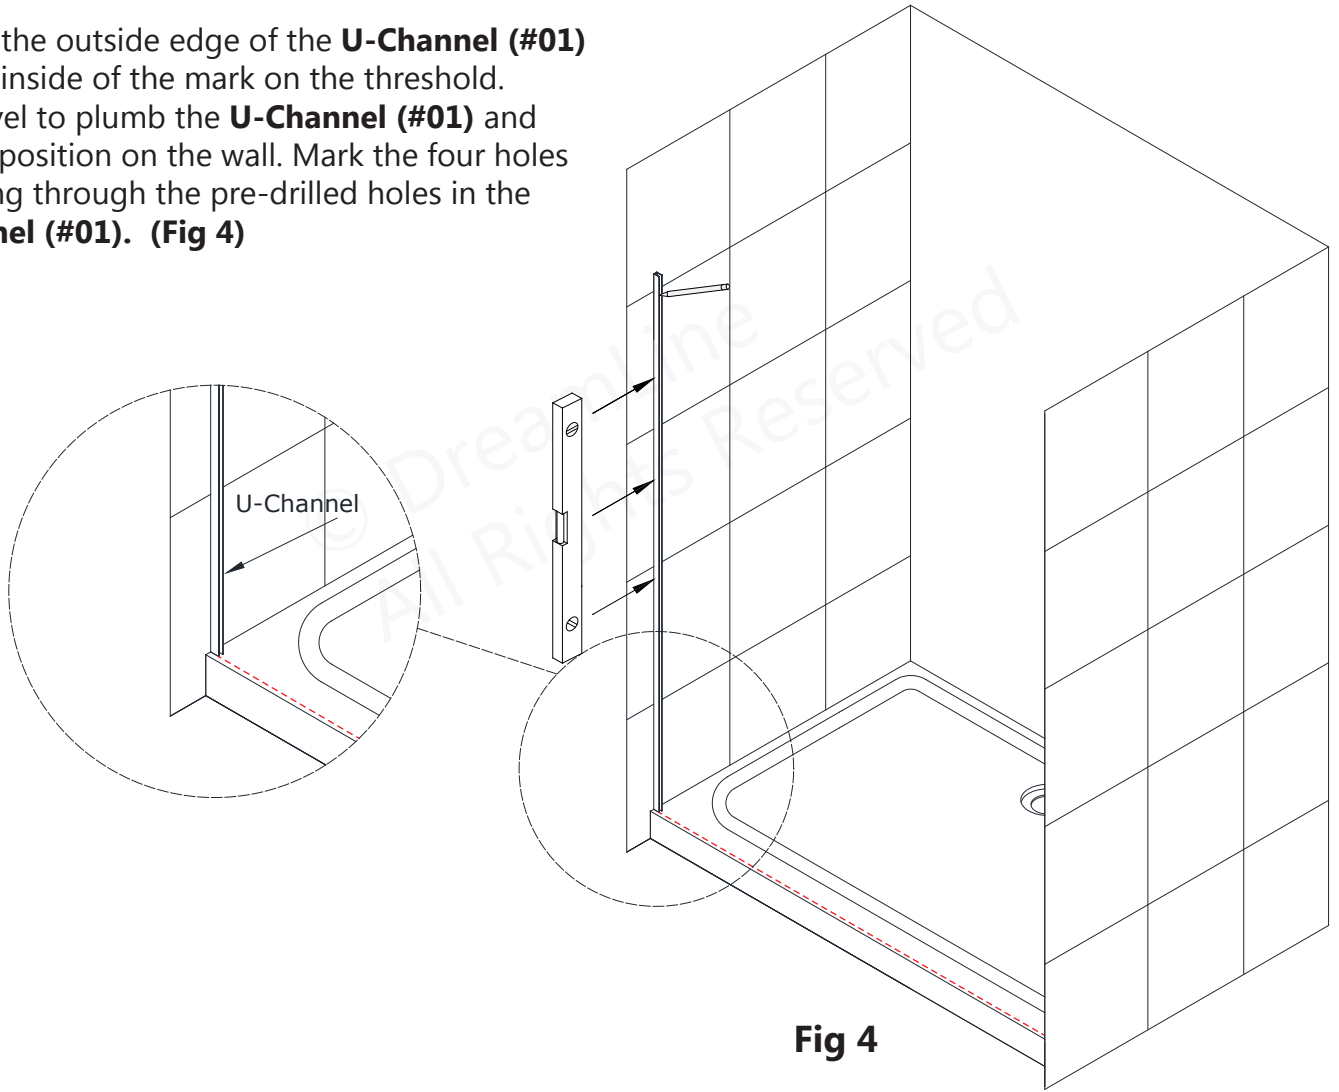 the outside edge of the U-Channel (#01)
inside of the mark on the threshold.
vel to plumb the U-Channel (#01) and
position on the wall. Mark the four holes
ng through the pre-drilled holes in the
nel (#01). (Fig 4)
U-Channel
© DreamLine
All Rights Reserved
Fig 4